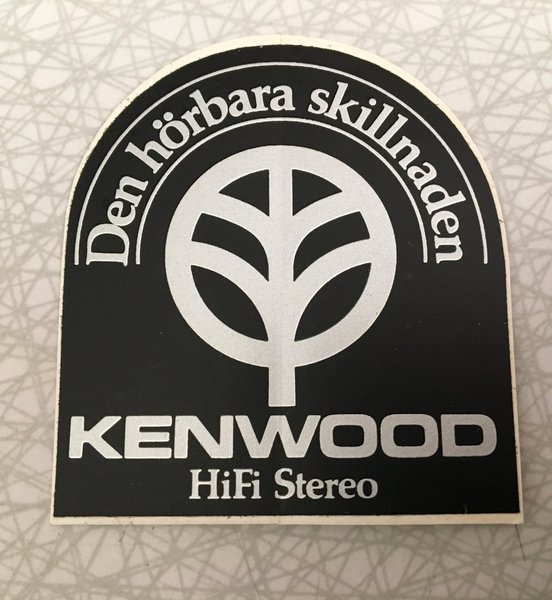 Den hörbara skillnaden
KENWOOD
HiFi Stereo